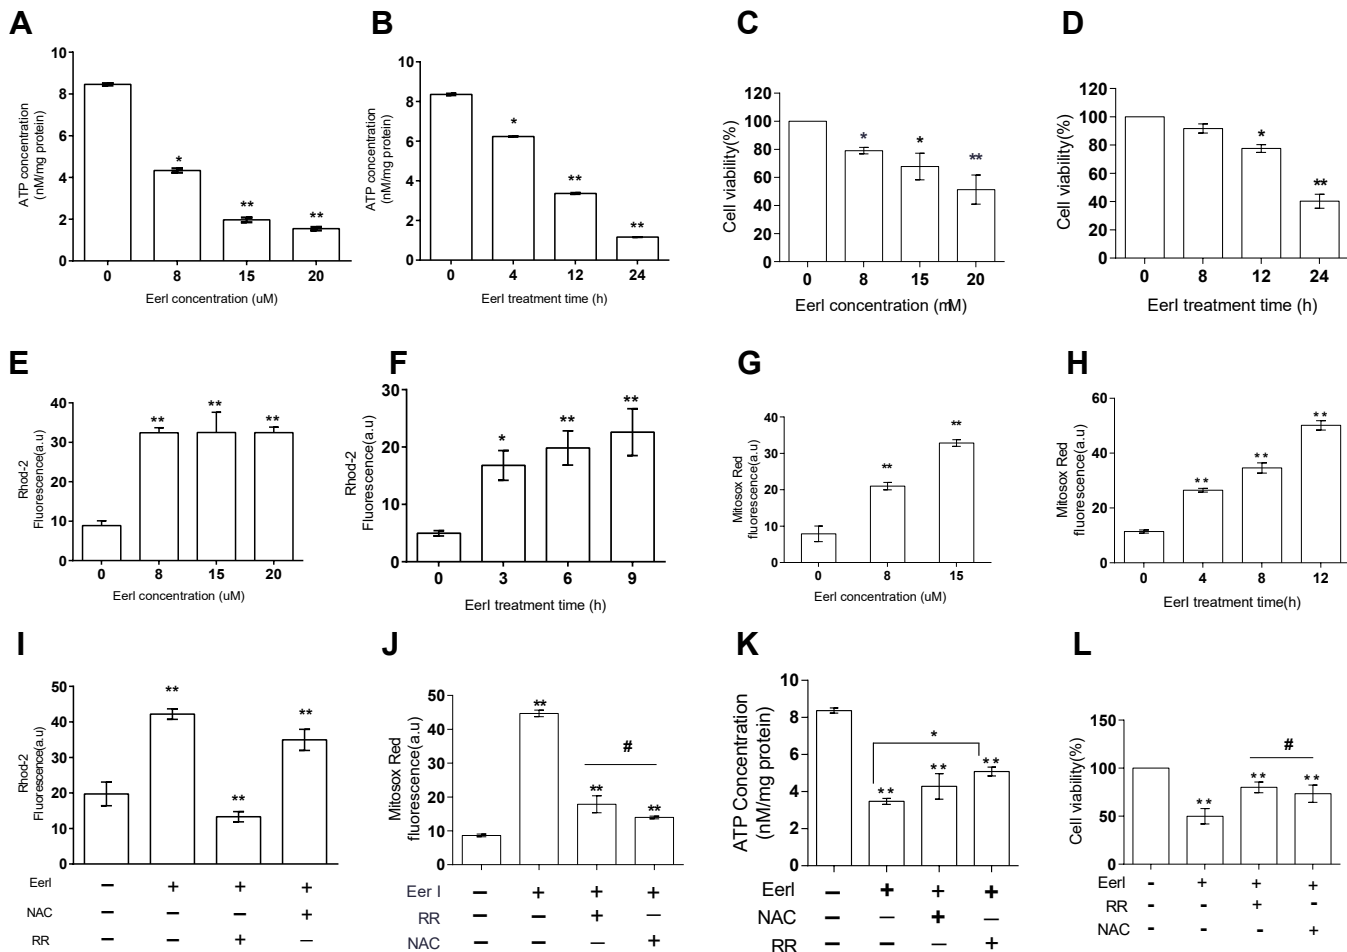 A
ATP concentration
(nM/mg protein)
10
8
6
4
2
0
*
**
**
0 8 15 20
EerI concentration (uM)
B
ATP concentration
(nM/mg protein)
10
8
6
4
2
0
*
**
**
0 4 12 24
EerI treatment time (h)
C
Cell viability(%)
120
100
80
60
40
20
0
*
*
**
0 8 15 20
EerI concentration (mM)
D
Cell viability(%)
120
100
80
60
40
20
0
*
**
0 8 12 24
EerI treatment time (h)
E
Rhod-2
Fluorescence(a.u)
40
30
20
10
0
**
**
**
0 8 15 20
EerI concentration (uM)
F
Rhod-2
Fluorescence(a.u)
30
20
10
0
*
**
**
0 3 6 9
EerI treatment time (h)
G
Mitosox Red
fluorescence(a.u)
40
30
20
10
0
**
**
0 8 15
EerI concentration (uM)
H
Mitosox Red
fluorescence(a.u)
60
40
20
0
**
**
**
0 4 8 12
EerI treatment time(h)
I
Rhod-2
Fluorescence(a.u)
50
40
30
20
10
0
**
**
**
EerI – + + +
NAC – – – +
RR – – + –
J
Mitosox Red
fluorescence(a.u)
50
40
30
20
10
0
**
#
**
**
Eer I – + + +
RR – – + –
NAC – – – +
K
ATP Concentration
(nM/mg protein)
10
8
6
4
2
0
*
**
**
**
EerI – + + +
NAC – – + –
RR – – – +
L
Cell viability(%)
150
100
50
0
#
**
**
**
EerI - + + +
RR - - + -
NAC - - - +